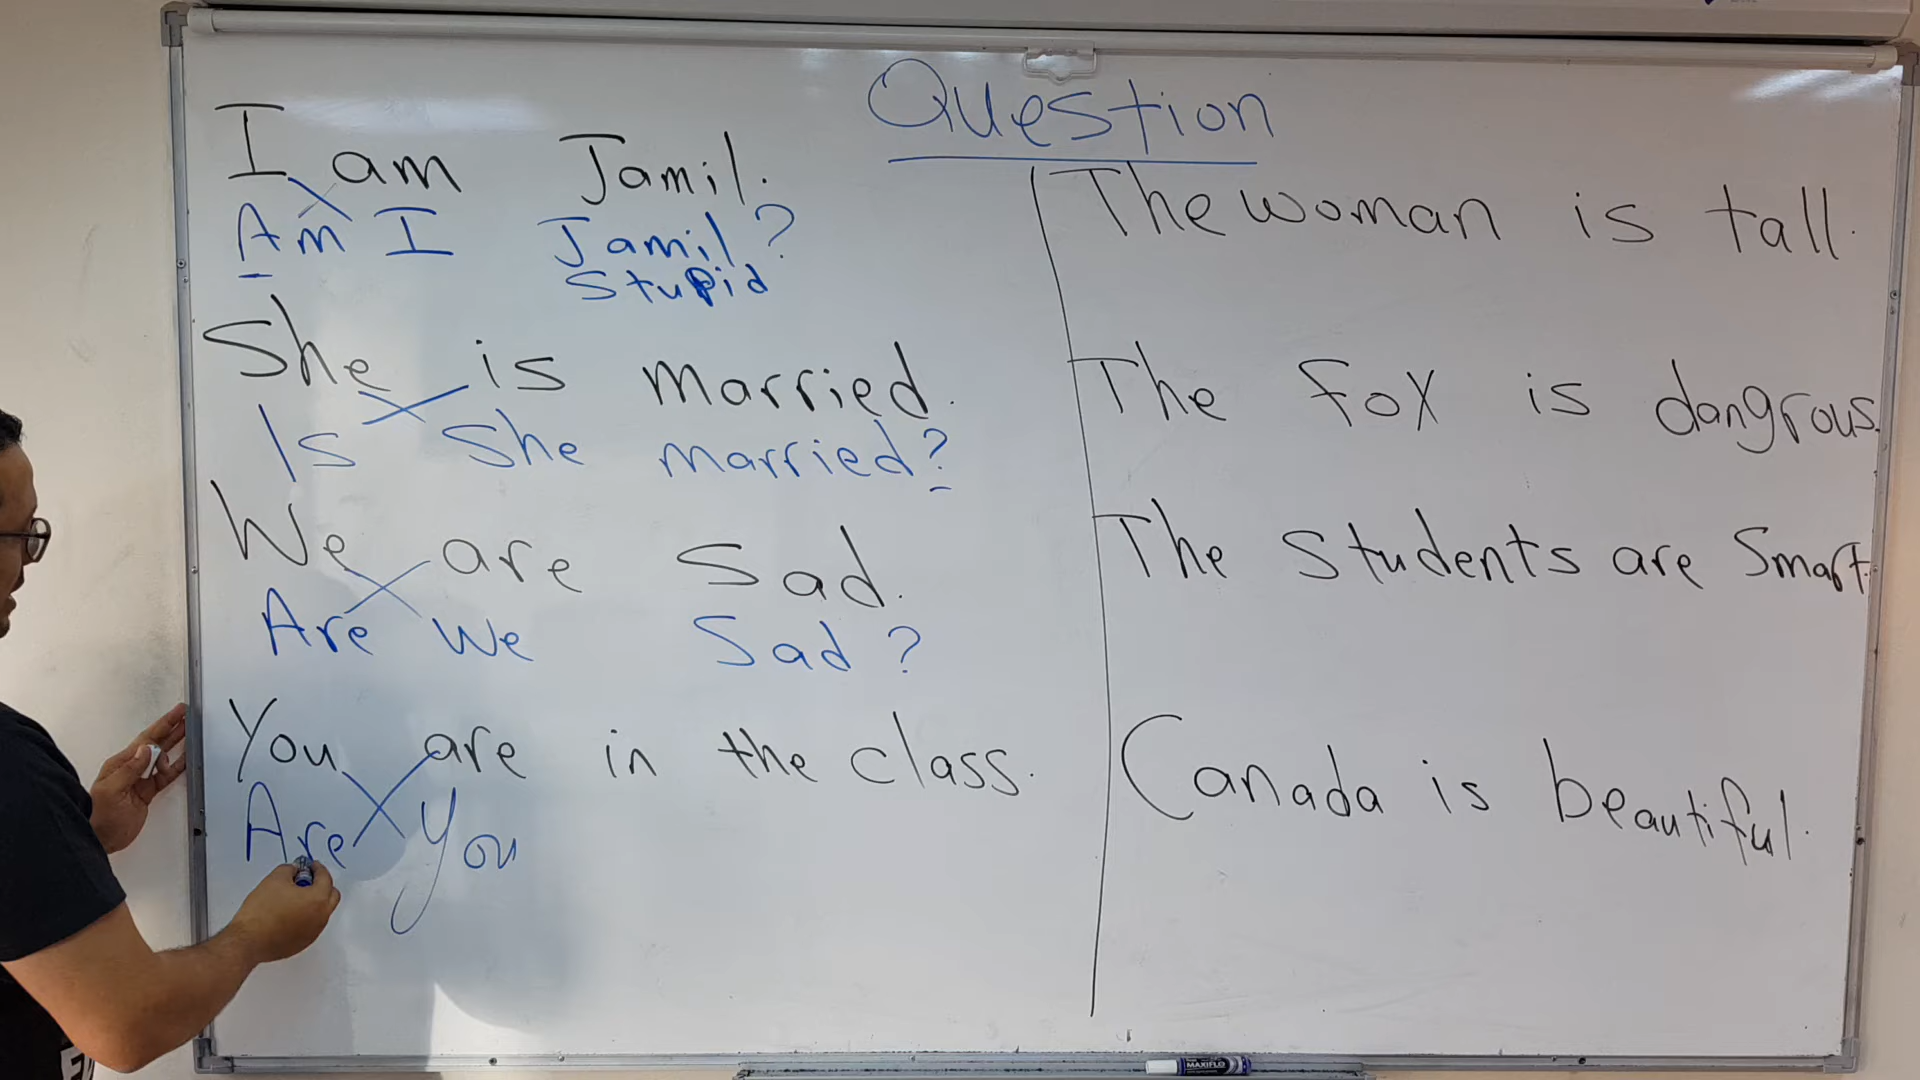 Question
I am Jamil.
Am I Jamil?
Stupid
She is married.
Is she married?
We are Sad.
Are we Sad?
You are in the class.
Are you
The woman is tall.
The Fox is dangrous.
The Students are Smart.
Canada is beautiful.
MAXIFLO